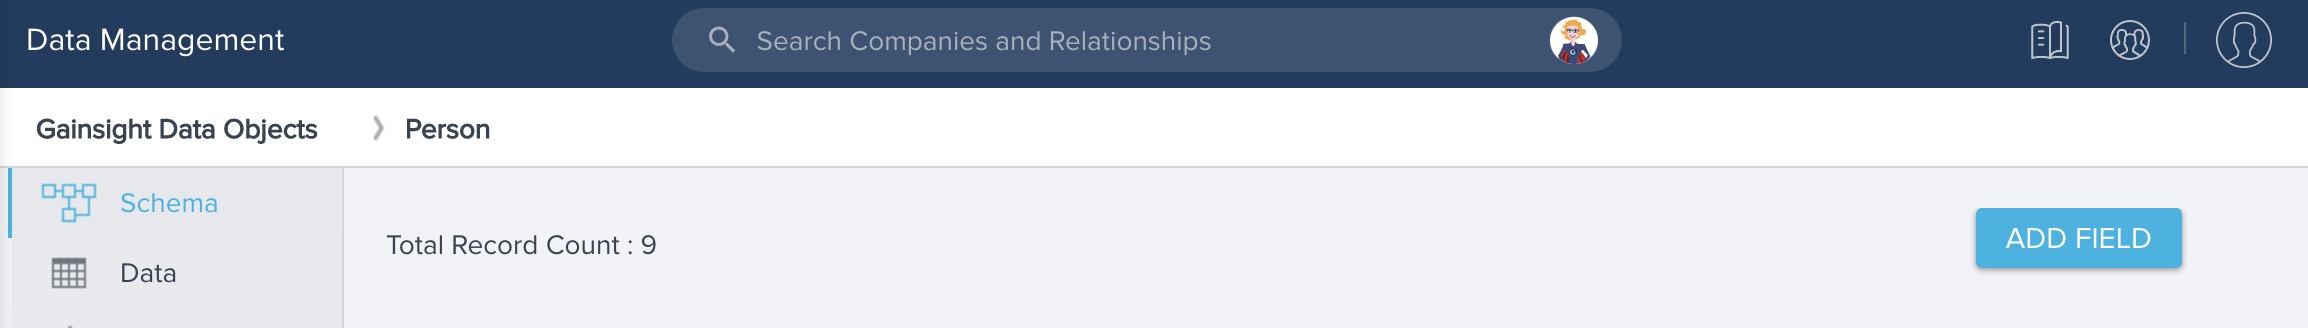 Data Management
Search Companies and Relationships
Gainsight Data Objects
Person
Schema
Total Record Count : 9
ADD FIELD
Data